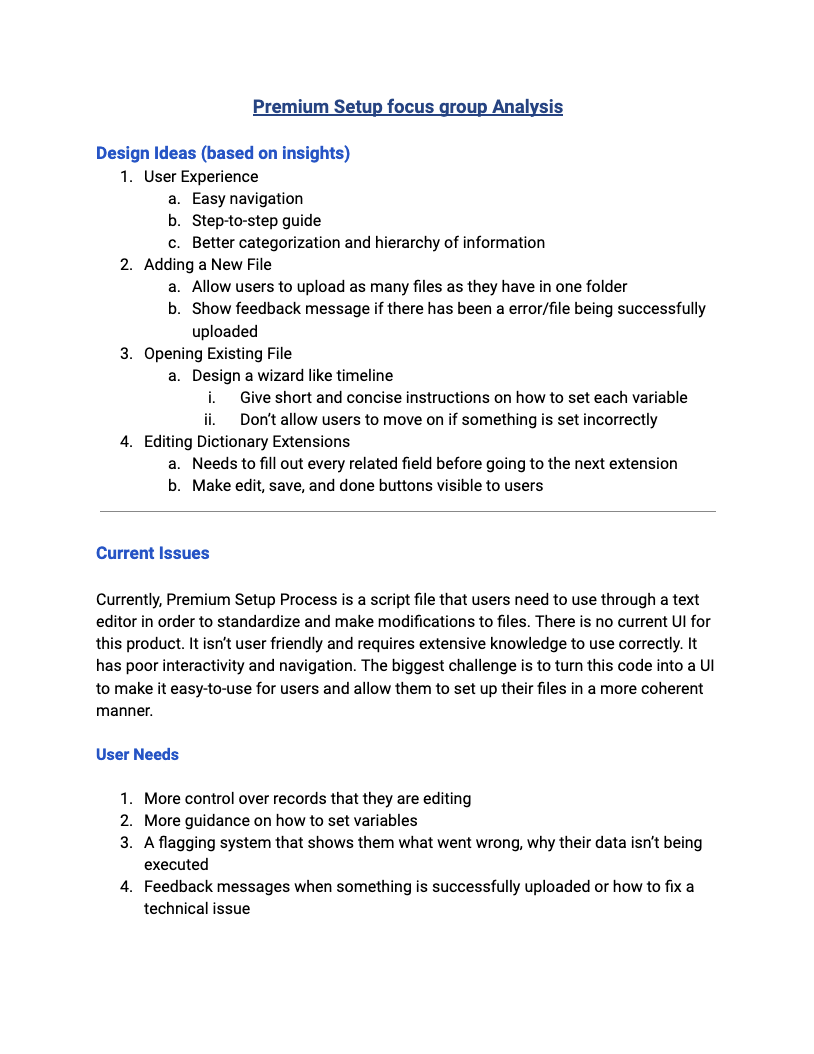 Premium Setup focus group Analysis
Design Ideas (based on insights)
1. User Experience
a. Easy navigation
b. Step-to-step guide
c. Better categorization and hierarchy of information
2. Adding a New File
a. Allow users to upload as many files as they have in one folder
b. Show feedback message if there has been a error/file being successfully
uploaded
3. Opening Existing File
a. Design a wizard like timeline
i. Give short and concise instructions on how to set each variable
ii. Don’t allow users to move on if something is set incorrectly
4. Editing Dictionary Extensions
a. Needs to fill out every related field before going to the next extension
b. Make edit, save, and done buttons visible to users
Current Issues
Currently, Premium Setup Process is a script file that users need to use through a text
editor in order to standardize and make modifications to files. There is no current UI for
this product. It isn’t user friendly and requires extensive knowledge to use correctly. It
has poor interactivity and navigation. The biggest challenge is to turn this code into a UI
to make it easy-to-use for users and allow them to set up their files in a more coherent
manner.
User Needs
1. More control over records that they are editing
2. More guidance on how to set variables
3. A flagging system that shows them what went wrong, why their data isn’t being
executed
4. Feedback messages when something is successfully uploaded or how to fix a
technical issue